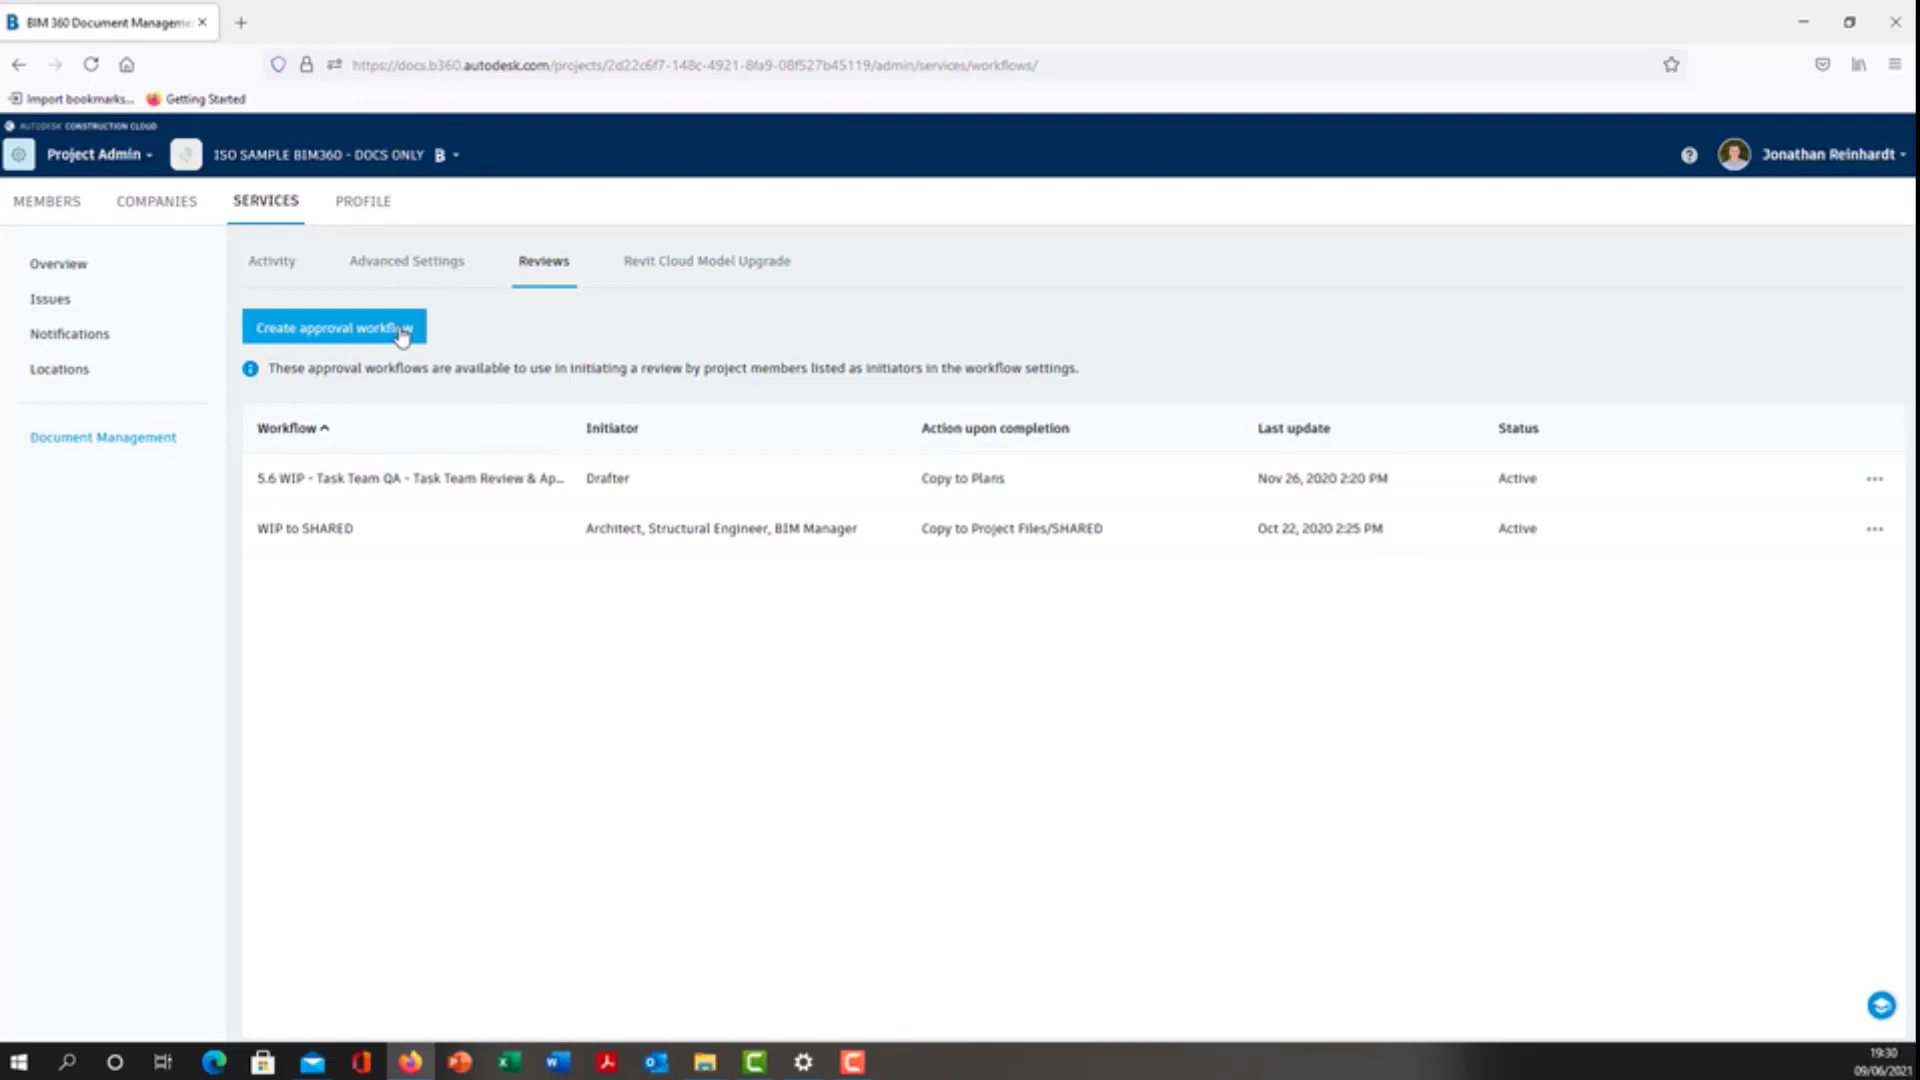 BIM 360 Document Manageme
https://docs.b360.autodesk.com/projects/2d22c6f7-148c-4921-8fa9-08f527b45119/admin/services/workflows/
Import bookmarks...
Getting Started
AUTODESK CONSTRUCTION CLOUD
Project Admin
ISO SAMPLE BIM360 - DOCS ONLY
B
Jonathan Reinhardt
MEMBERS
COMPANIES
SERVICES
PROFILE
Overview
Issues
Notifications
Locations
Document Management
Activity
Advanced Settings
Reviews
Revit Cloud Model Upgrade
Create approval workflow
These approval workflows are available to use in initiating a review by project members listed as initiators in the workflow settings.
Workflow Initiator Action upon completion Last update Status
5.6 WIP - Task Team QA - Task Team Review & Ap... Drafter Copy to Plans Nov 26, 2020 2:20 PM Active
WIP to SHARED Architect, Structural Engineer, BIM Manager Copy to Project Files/SHARED Oct 22, 2020 2:25 PM Active
19:30
09/06/2021